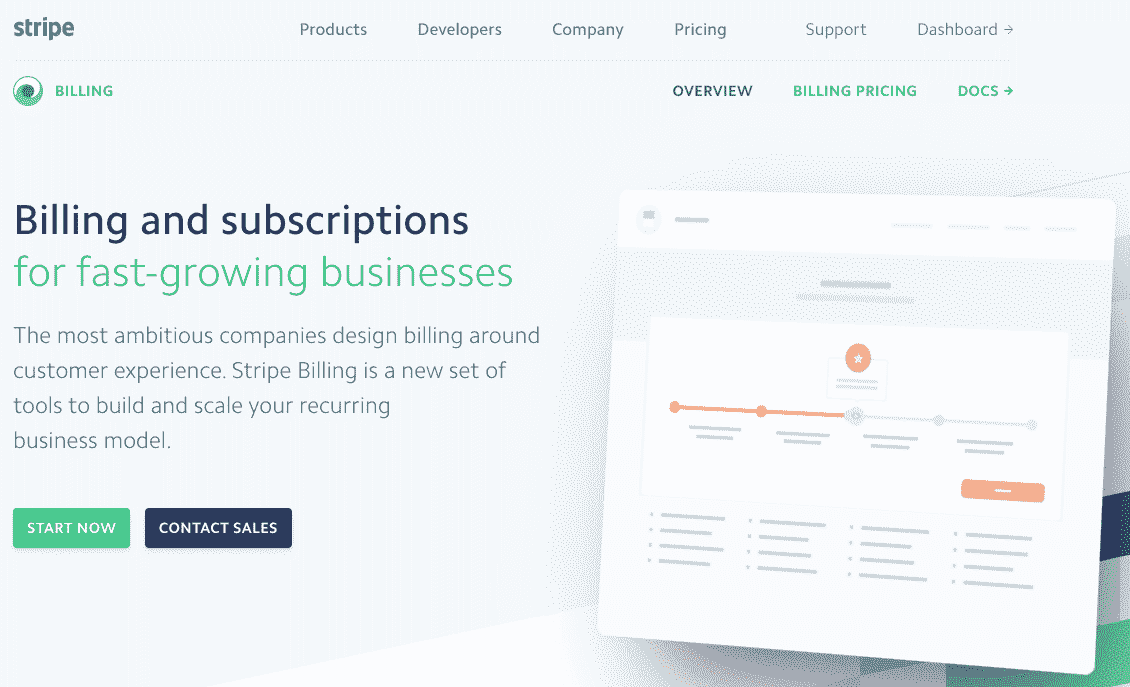 stripe
Products Developers Company Pricing Support Dashboard →
BILLING
OVERVIEW BILLING PRICING DOCS →
Billing and subscriptions
for fast-growing businesses
The most ambitious companies design billing around
customer experience. Stripe Billing is a new set of
tools to build and scale your recurring
business model.
START NOW CONTACT SALES